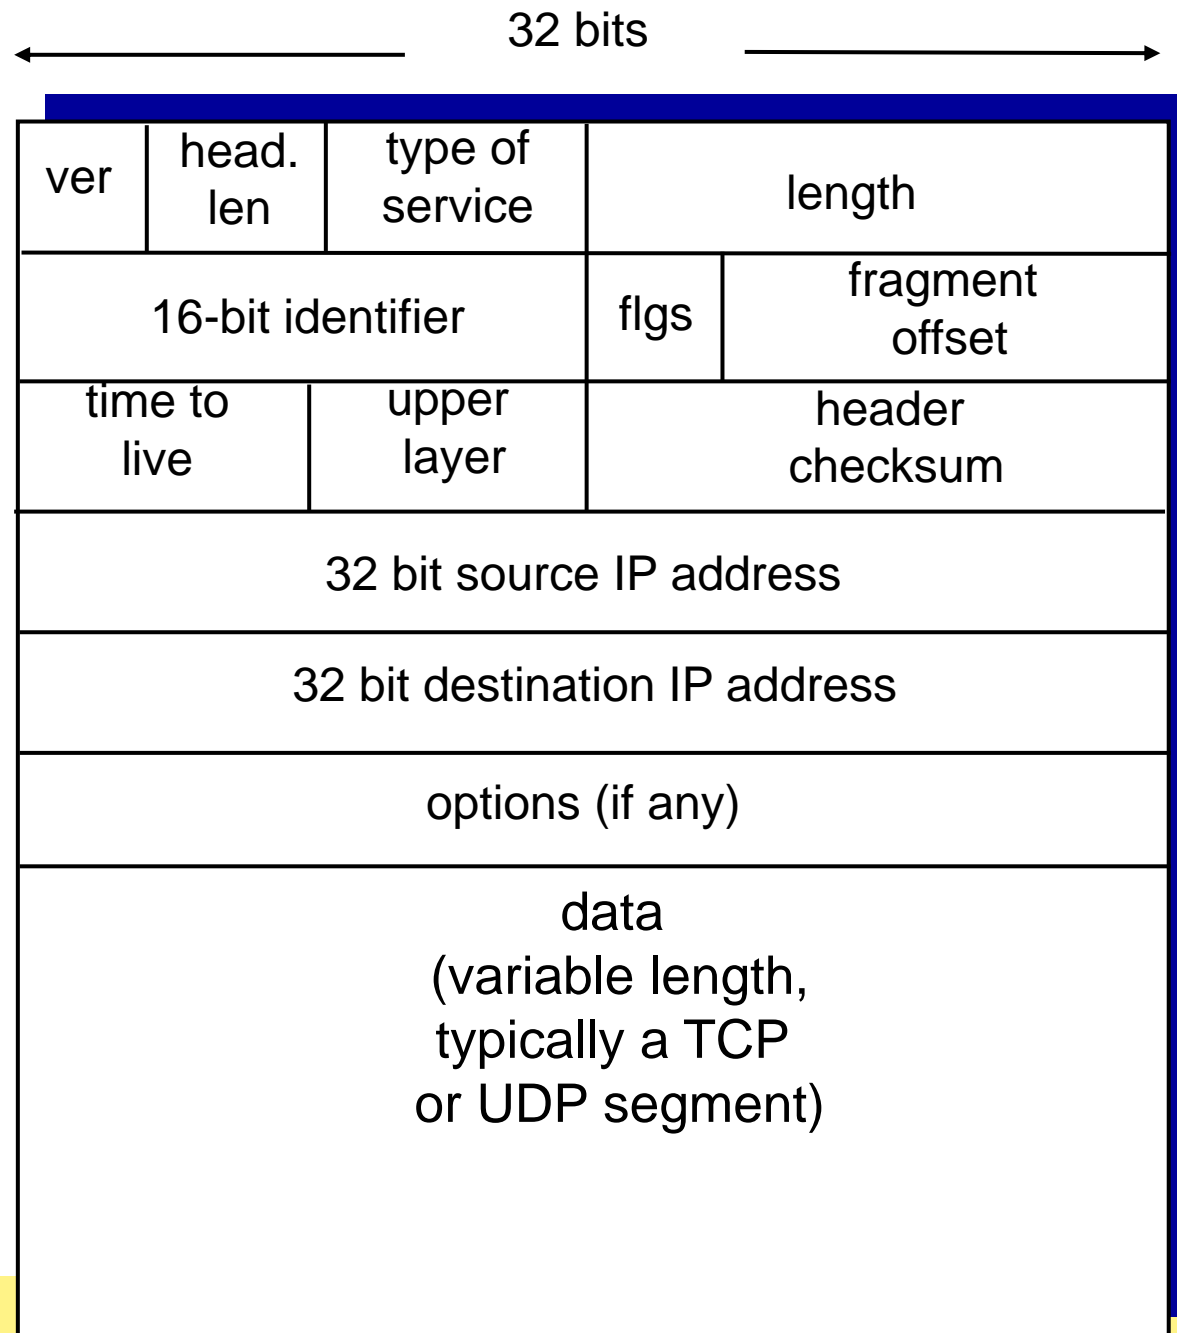 32 bits
ver
head.
len
type of
service
length
16-bit identifier
flgs
fragment
offset
time to
live
upper
layer
header
checksum
32 bit source IP address
32 bit destination IP address
options (if any)
data
(variable length,
typically a TCP
or UDP segment)